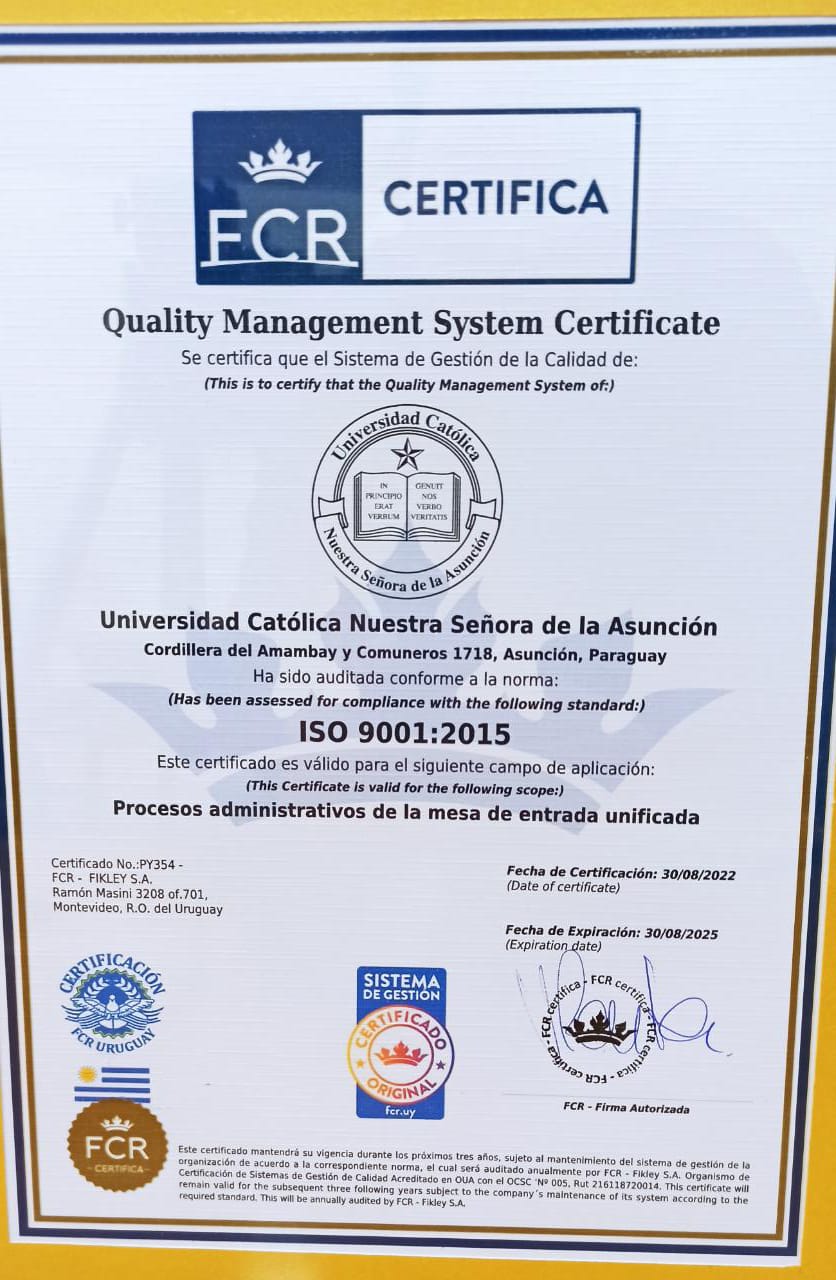 FCR
CERTIFICA
Quality Management System Certificate
Se certifica que el Sistema de Gestión de la Calidad de:
(This is to certify that the Quality Management System of:)
Universidad Católica
IN
PRINCIPIO
ERAT
VERBUM
GENUIT
NOS
VERBO
VERITATIS
Nuestra Señora de la Asunción
Universidad Católica Nuestra Señora de la Asunción
Cordillera del Amambay y Comuneros 1718, Asunción, Paraguay
Ha sido auditada conforme a la norma:
(Has been assessed for compliance with the following standard:)
ISO 9001:2015
Este certificado es válido para el siguiente campo de aplicación:
(This Certificate is valid for the following scope:)
Procesos administrativos de la mesa de entrada unificada
Certificado No.:PY354 -
FCR - FIKLEY S.A.
Ramón Masini 3208 of.701,
Montevideo, R.O. del Uruguay
Fecha de Certificación: 30/08/2022
(Date of certificate)
Fecha de Expiración: 30/08/2025
(Expiration date)
CERTIFICACIÓN
FCR URUGUAY
SISTEMA
DE GESTION
CERTIFICADO
ORIGINAL
fcr.uy
FCR certifica - FCR certifica - FCR certifica - FCR certifica -
FCR - Firma Autorizada
FCR
CERTIFICA
Este certificado mantendrá su vigencia durante los próximos tres años, sujeto al mantenimiento del sistema de gestión de la
organización de acuerdo a la correspondiente norma, el cual será auditado anualmente por FCR - Fikley S.A. Organismo de
Certificación de Sistemas de Gestión de Calidad Acreditado en OUA con el OCSC 'Nº 005, Rut 216118720014. This certificate will
remain valid for the subsequent three following years subject to the company´s maintenance of its system according to the
required standard. This will be annually audited by FCR - Fikley S.A.